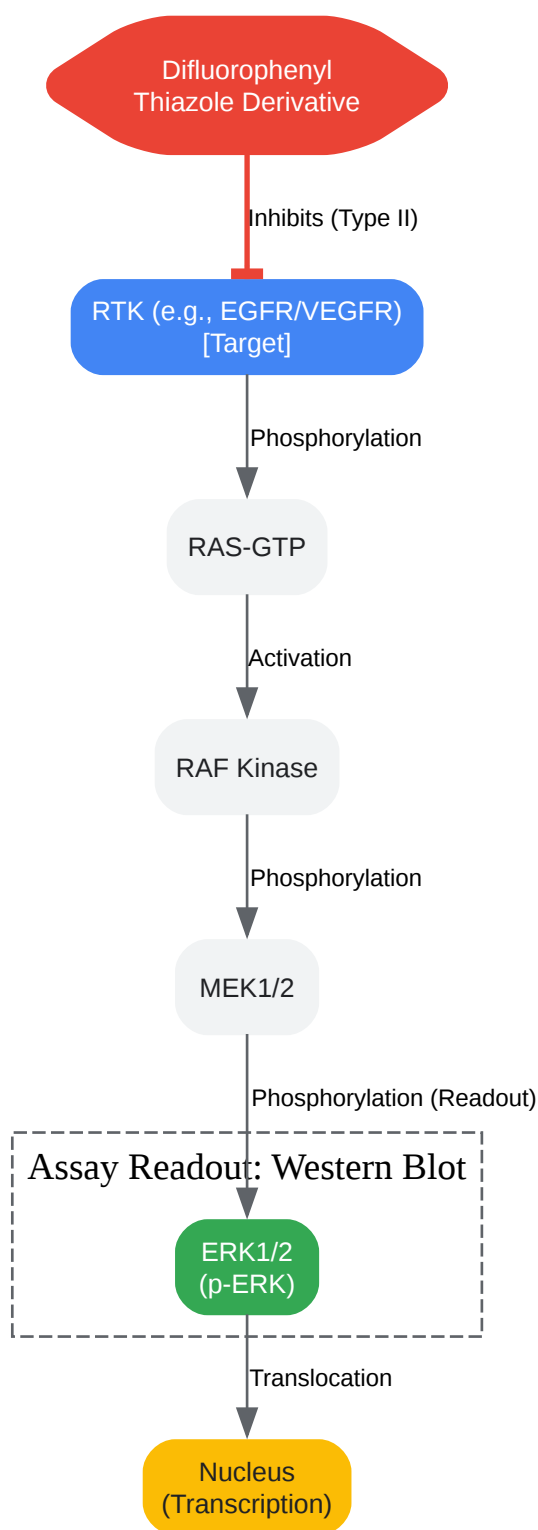 Difluorophenyl
Thiazole Derivative
Inhibits (Type II)
RTK (e.g., EGFR/VEGFR)
[Target]
Phosphorylation
RAS-GTP
Activation
RAF Kinase
Phosphorylation
MEK1/2
Phosphorylation (Readout)
Assay Readout: Western Blot
ERK1/2
(p-ERK)
Translocation
Nucleus
(Transcription)